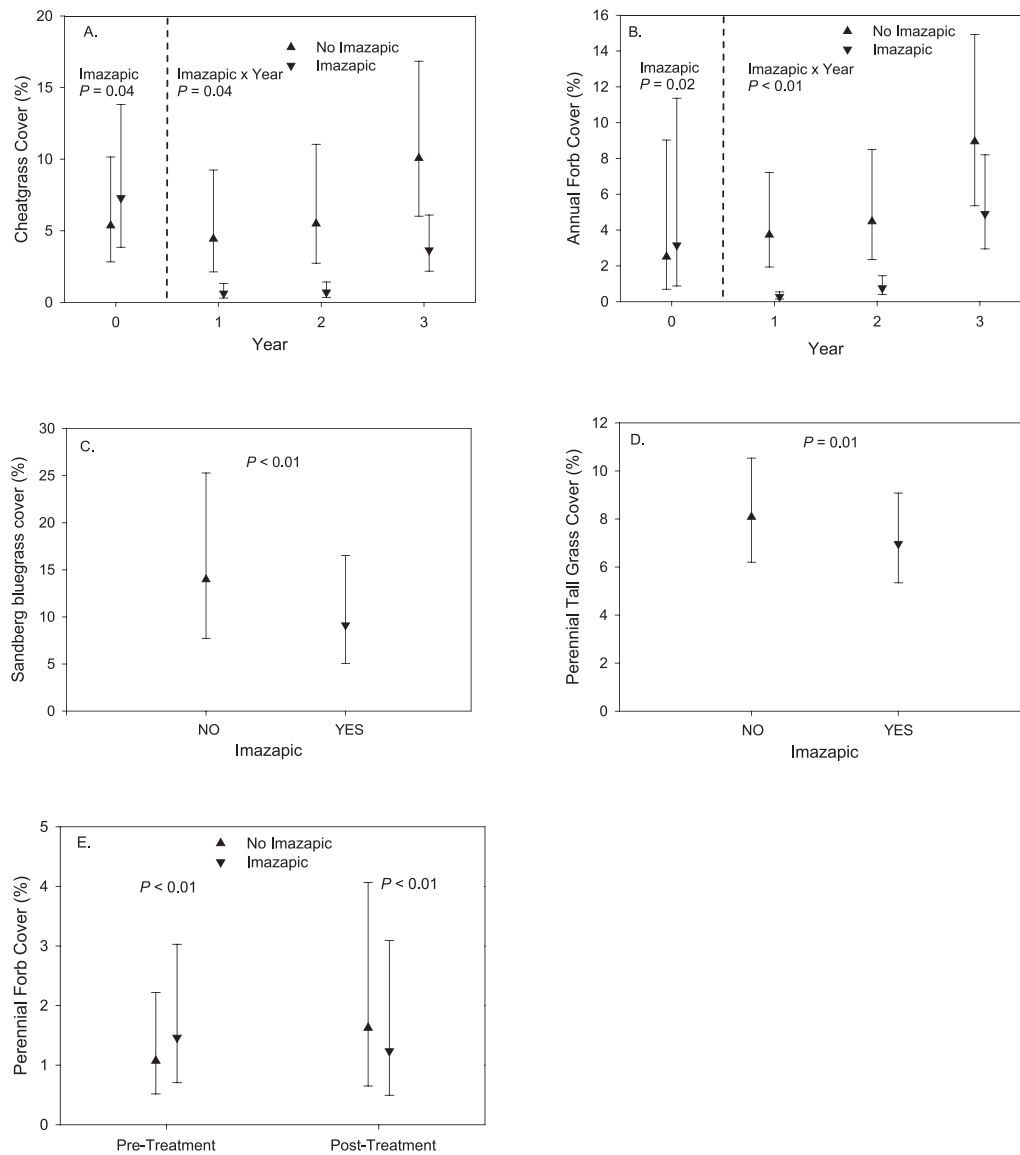 A.
No Imazapic
Imazapic
Imazapic
P = 0.04
Imazapic x Year
P = 0.04
Cheatgrass Cover (%)
20
15
10
5
0
0 1 2 3
Year
B.
No Imazapic
Imazapic
Imazapic
P = 0.02
Imazapic x Year
P < 0.01
Annual Forb Cover (%)
16
14
12
10
8
6
4
2
0
0 1 2 3
Year
C.
P < 0.01
Sandberg bluegrass cover (%)
30
25
20
15
10
5
0
NO YES
Imazapic
D.
P = 0.01
Perennial Tall Grass Cover (%)
12
10
8
6
4
2
0
NO YES
Imazapic
E.
No Imazapic
Imazapic
P < 0.01
P < 0.01
Perennial Forb Cover (%)
5
4
3
2
1
0
Pre-Treatment Post-Treatment